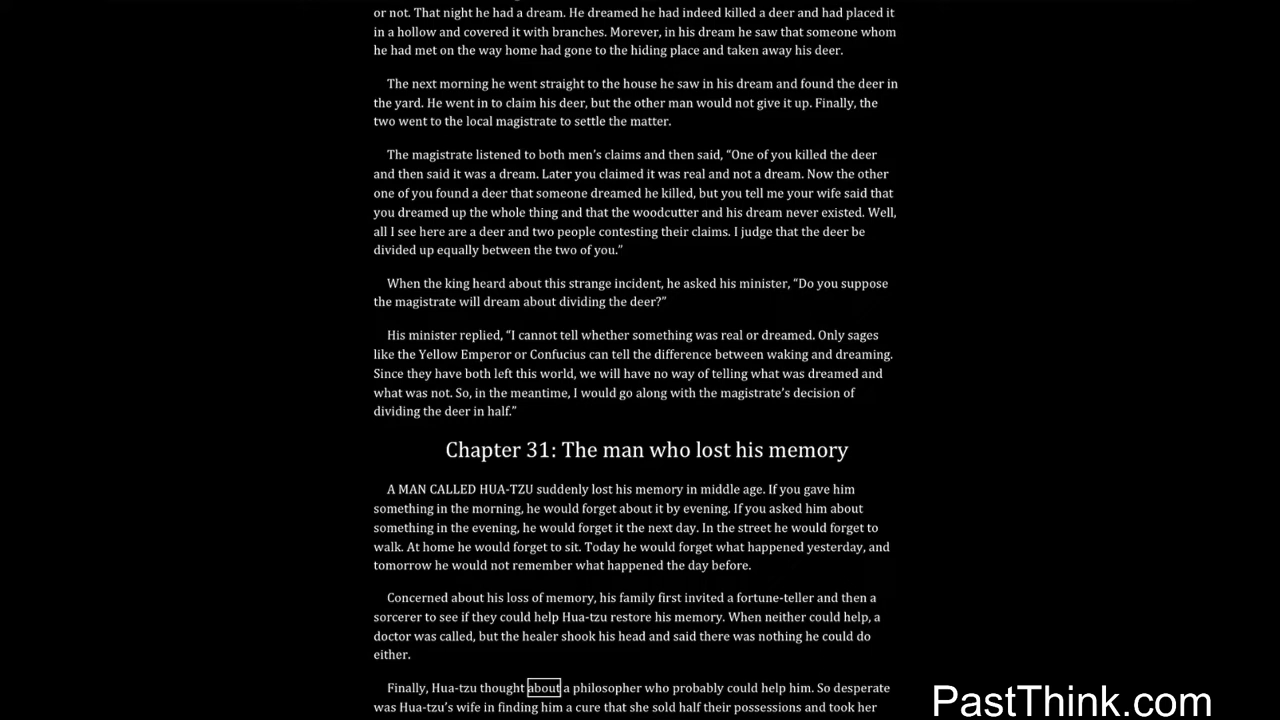 or not. That night he had a dream. He dreamed he had indeed killed a deer and had placed it
in a hollow and covered it with branches. Morever, in his dream he saw that someone whom
he had met on the way home had gone to the hiding place and taken away his deer.
The next morning he went straight to the house he saw in his dream and found the deer in
the yard. He went in to claim his deer, but the other man would not give it up. Finally, the
two went to the local magistrate to settle the matter.
The magistrate listened to both men’s claims and then said, “One of you killed the deer
and then said it was a dream. Later you claimed it was real and not a dream. Now the other
one of you found a deer that someone dreamed he killed, but you tell me your wife said that
you dreamed up the whole thing and that the woodcutter and his dream never existed. Well,
all I see here are a deer and two people contesting their claims. I judge that the deer be
divided up equally between the two of you.”
When the king heard about this strange incident, he asked his minister, “Do you suppose
the magistrate will dream about dividing the deer?”
His minister replied, “I cannot tell whether something was real or dreamed. Only sages
like the Yellow Emperor or Confucius can tell the difference between waking and dreaming.
Since they have both left this world, we will have no way of telling what was dreamed and
what was not. So, in the meantime, I would go along with the magistrate’s decision of
dividing the deer in half.”
Chapter 31: The man who lost his memory
A MAN CALLED HUA-TZU suddenly lost his memory in middle age. If you gave him
something in the morning, he would forget about it by evening. If you asked him about
something in the evening, he would forget it the next day. In the street he would forget to
walk. At home he would forget to sit. Today he would forget what happened yesterday, and
tomorrow he would not remember what happened the day before.
Concerned about his loss of memory, his family first invited a fortune-teller and then a
sorcerer to see if they could help Hua-tzu restore his memory. When neither could help, a
doctor was called, but the healer shook his head and said there was nothing he could do
either.
Finally, Hua-tzu thought about a philosopher who probably could help him. So desperate
was Hua-tzu’s wife in finding him a cure that she sold half their possessions and took her
PastThink.com